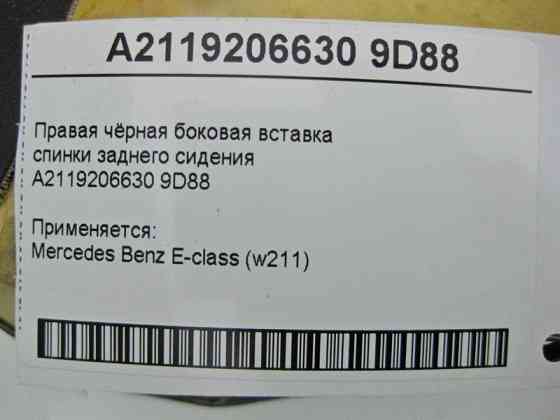 A2119206630 9D88
Правая чёрная боковая вставка
спинки заднего сидения
A2119206630 9D88
Применяется:
Mercedes Benz E-class (w211)